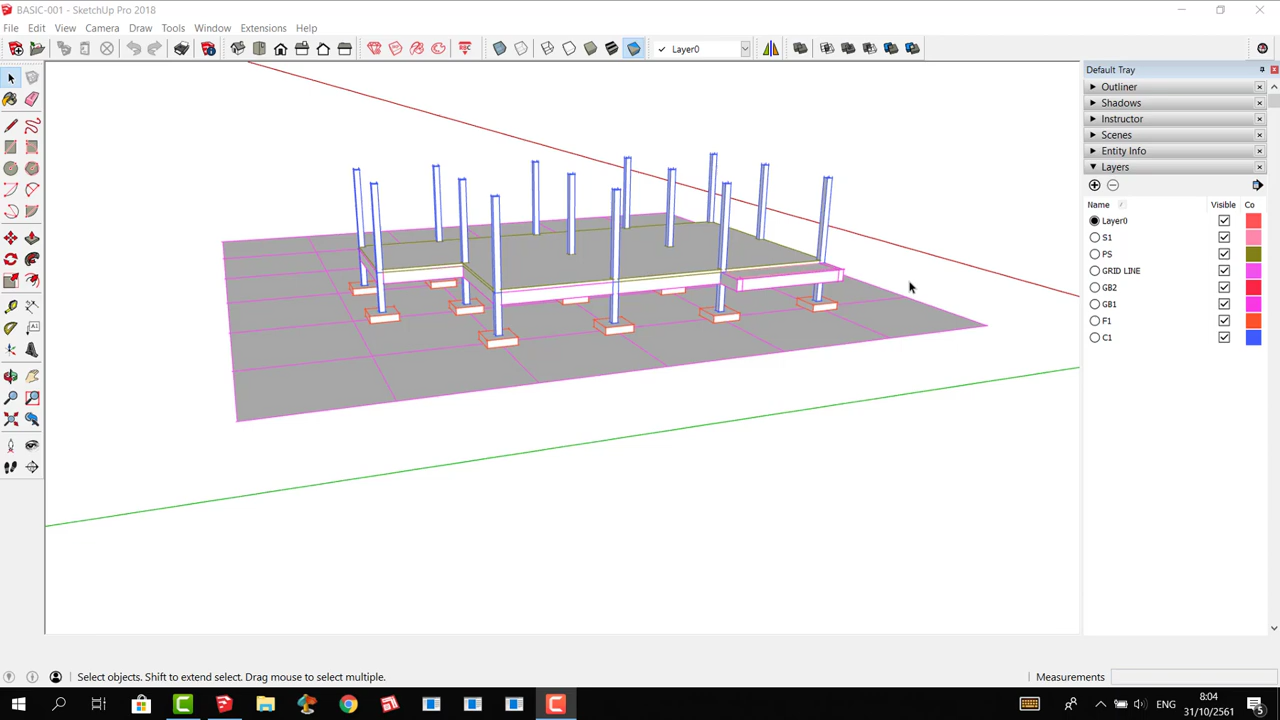 BASIC-001 - SketchUp Pro 2018
File Edit View Camera Draw Tools Window Extensions Help
Layer0
Default Tray
Outliner
Shadows
Instructor
Scenes
Entity Info
Layers
Name Visible Co
Layer0
S1
PS
GRID LINE
GB2
GB1
F1
C1
Select objects. Shift to extend select. Drag mouse to select multiple.
Measurements
ENG
8:04
31/10/2561